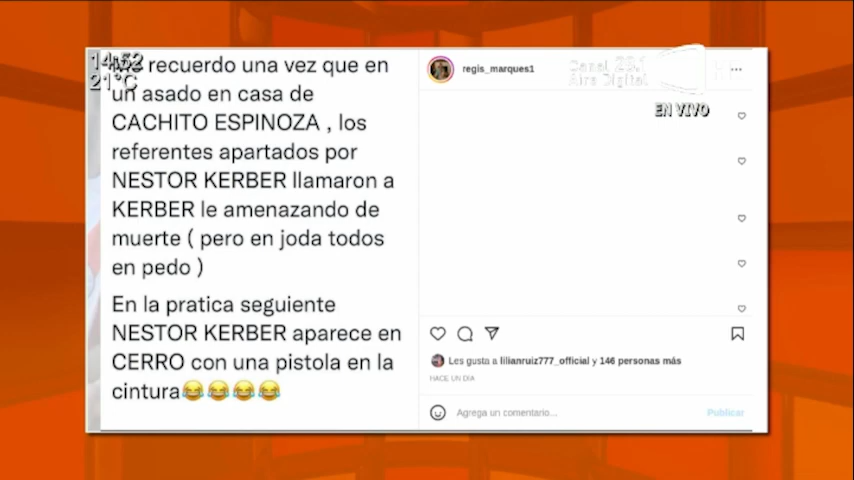 14:52
21°C
Me recuerdo una vez que en
un asado en casa de
CACHITO ESPINOZA , los
referentes apartados por
NESTOR KERBER llamaron a
KERBER le amenazando de
muerte ( pero en joda todos
en pedo )
En la pratica seguiente
NESTOR KERBER aparece en
CERRO con una pistola en la
cintura😂😂😂😂
regis_marques1
Canal 28.1
Aire Digital
EN VIVO
Les gusta a lilianruiz777_official y 146 personas más
HACE UN DÍA
Agrega un comentario...
Publicar